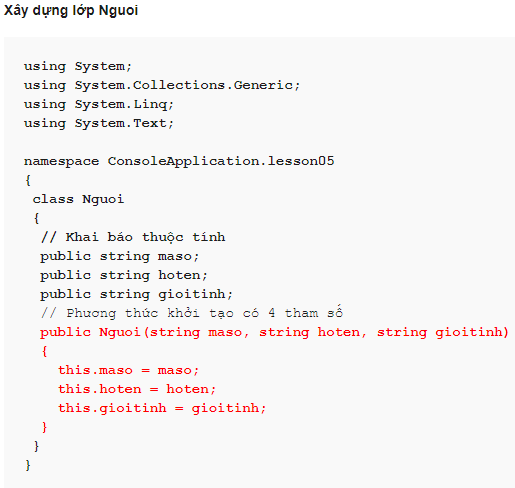 Xây dựng lớp Nguoi
using System;
using System.Collections.Generic;
using System.Linq;
using System.Text;
namespace ConsoleApplication.lesson05
{
class Nguoi
{
// Khai báo thuộc tính
public string maso;
public string hoten;
public string gioitinh;
// Phương thức khởi tạo có 4 tham số
public Nguoi(string maso, string hoten, string gioitinh)
{
this.maso = maso;
this.hoten = hoten;
this.gioitinh = gioitinh;
}
}
}